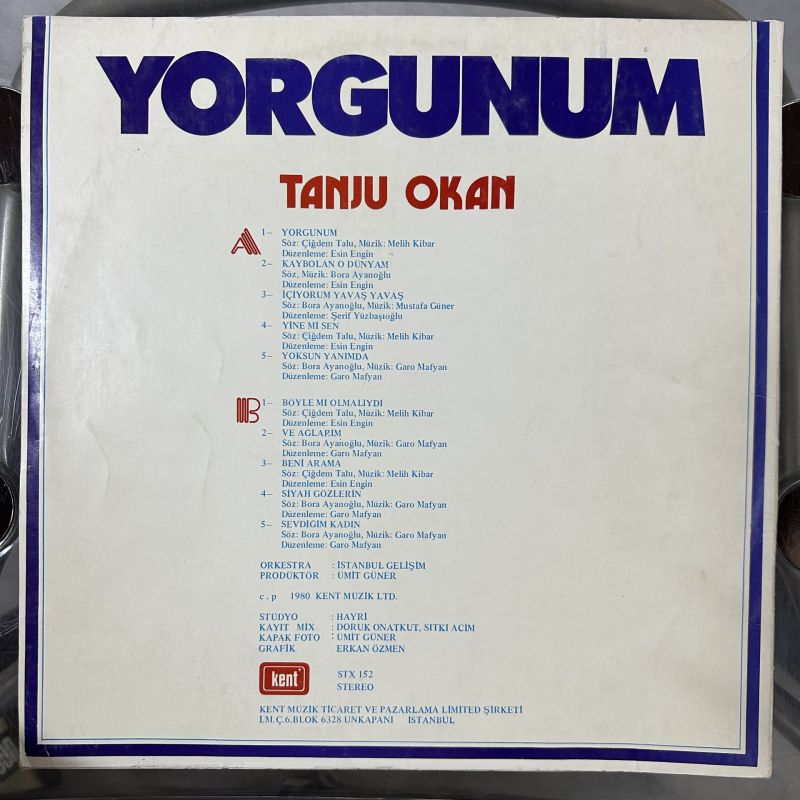 YORGUNUM
TANJU OKAN
A
1– YORGUNUM
Söz: Çiğdem Talu, Müzik: Melih Kibar
Düzenleme: Esin Engin
2– KAYBOLAN O DÜNYAM
Söz, Müzik: Bora Ayanoğlu
Düzenleme: Esin Engin
3– İÇİYORUM YAVAŞ YAVAŞ
Söz: Bora Ayanoğlu, Müzik: Mustafa Güner
Düzenleme: Şerif Yüzbaşıoğlu
4– YİNE Mİ SEN
Söz: Çiğdem Talu, Müzik: Melih Kibar
Düzenleme: Esin Engin
5– YOKSUN YANIMDA
Söz: Bora Ayanoğlu, Müzik: Garo Mafyan
Düzenleme: Garo Mafyan
B
1– BÖYLE Mİ OLMALIYDI
Söz: Çiğdem Talu, Müzik: Melih Kibar
Düzenleme: Esin Engin
2– VE AGLARIM
Söz: Bora Ayanoğlu, Müzik: Garo Mafyan
Düzenleme: Garo Mafyan
3– BENİ ARAMA
Söz: Çiğdem Talu, Müzik: Melih Kibar
Düzenleme: Esin Engin
4– SİYAH GÖZLERİN
Söz: Bora Ayanoğlu, Müzik: Garo Mafyan
Düzenleme: Garo Mafyan
5– SEVDİĞİM KADIN
Söz: Bora Ayanoğlu, Müzik: Garo Mafyan
Düzenleme: Garo Mafyan
ORKESTRA : İSTANBUL GELİŞİM
PRODÜKTÖR : ÜMİT GÜNER
c . p 1980 KENT MÜZİK LTD.
STÜDYO : HAYRİ
KAYIT MİX : DORUK ONATKUT, SITKI ACİM
KAPAK FOTO : ÜMİT GÜNER
GRAFİK ERKAN ÖZMEN
kent STX 152
STEREO
KENT MÜZİK TİCARET VE PAZARLAMA LİMİTED ŞİRKETİ
İ.M.Ç.6.BLOK 6328 UNKAPANI İSTANBUL